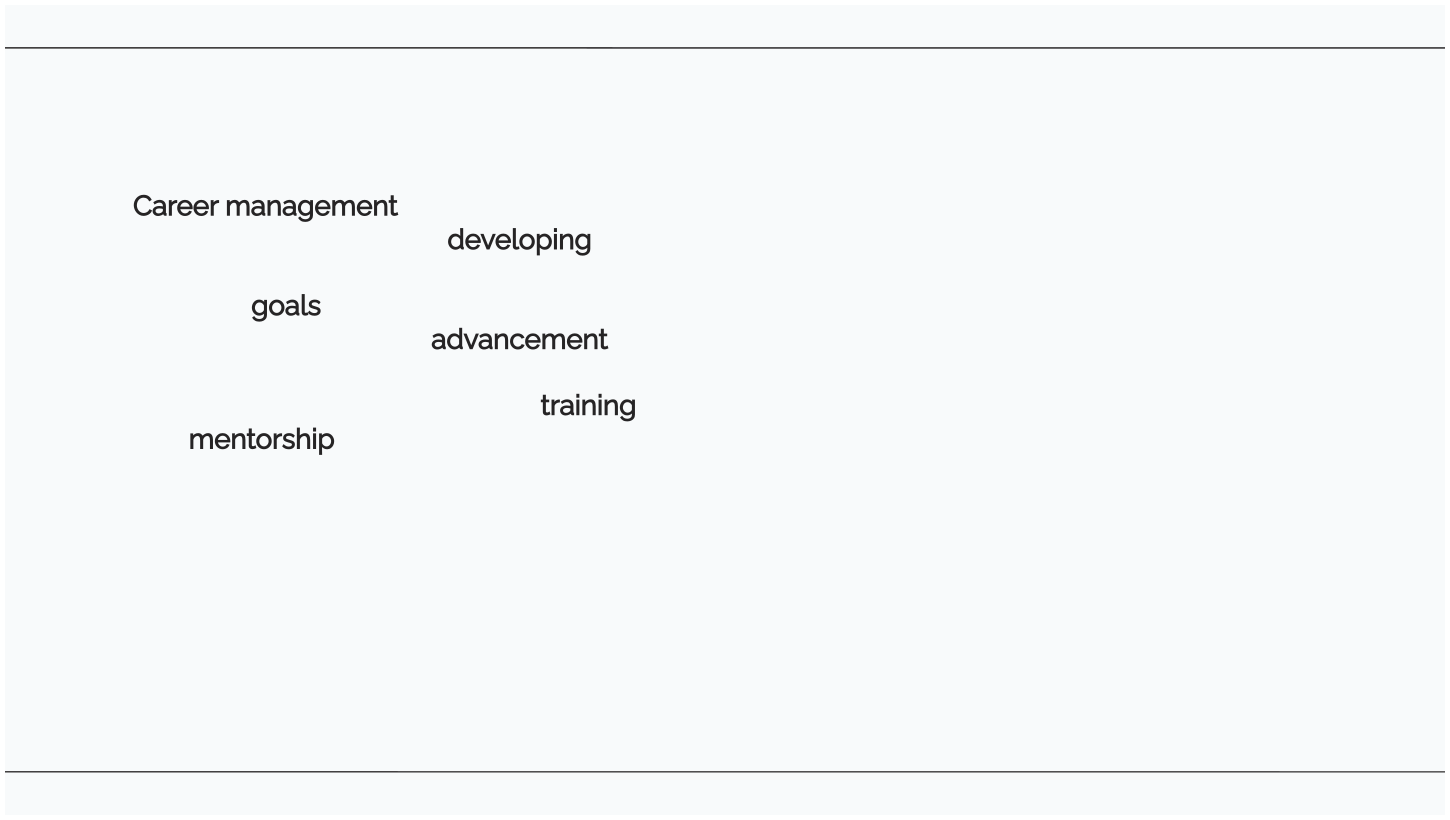 Career management
developing
goals
advancement
training
mentorship